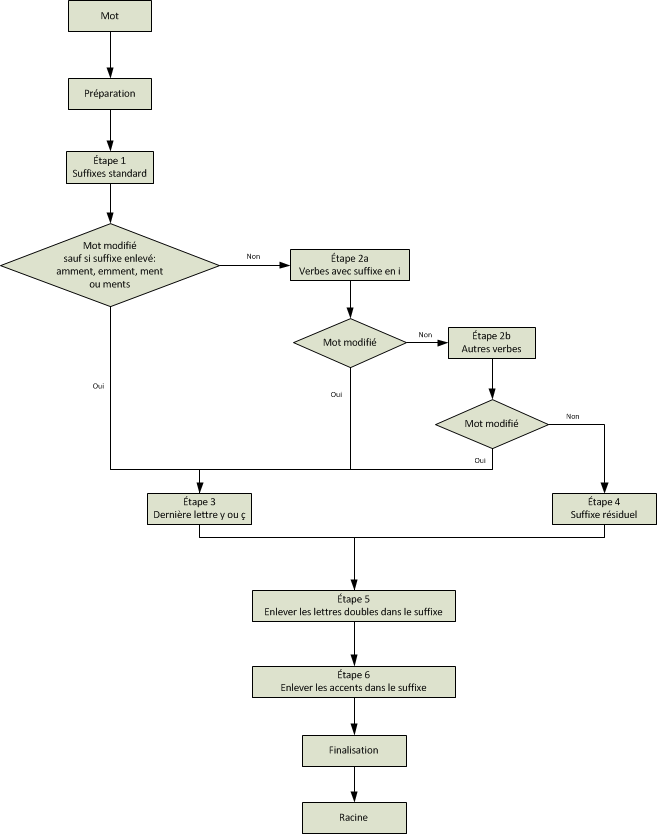 Mot
Préparation
Étape 1
Suffixes standard
Mot modifié
sauf si suffixe enlevé:
amment, emment, ment
ou ments
Non
Étape 2a
Verbes avec suffixe en i
Mot modifié
Non
Étape 2b
Autres verbes
Oui
Oui
Mot modifié
Non
Oui
Étape 3
Dernière lettre y ou ç
Étape 4
Suffixe résiduel
Étape 5
Enlever les lettres doubles dans le suffixe
Étape 6
Enlever les accents dans le suffixe
Finalisation
Racine